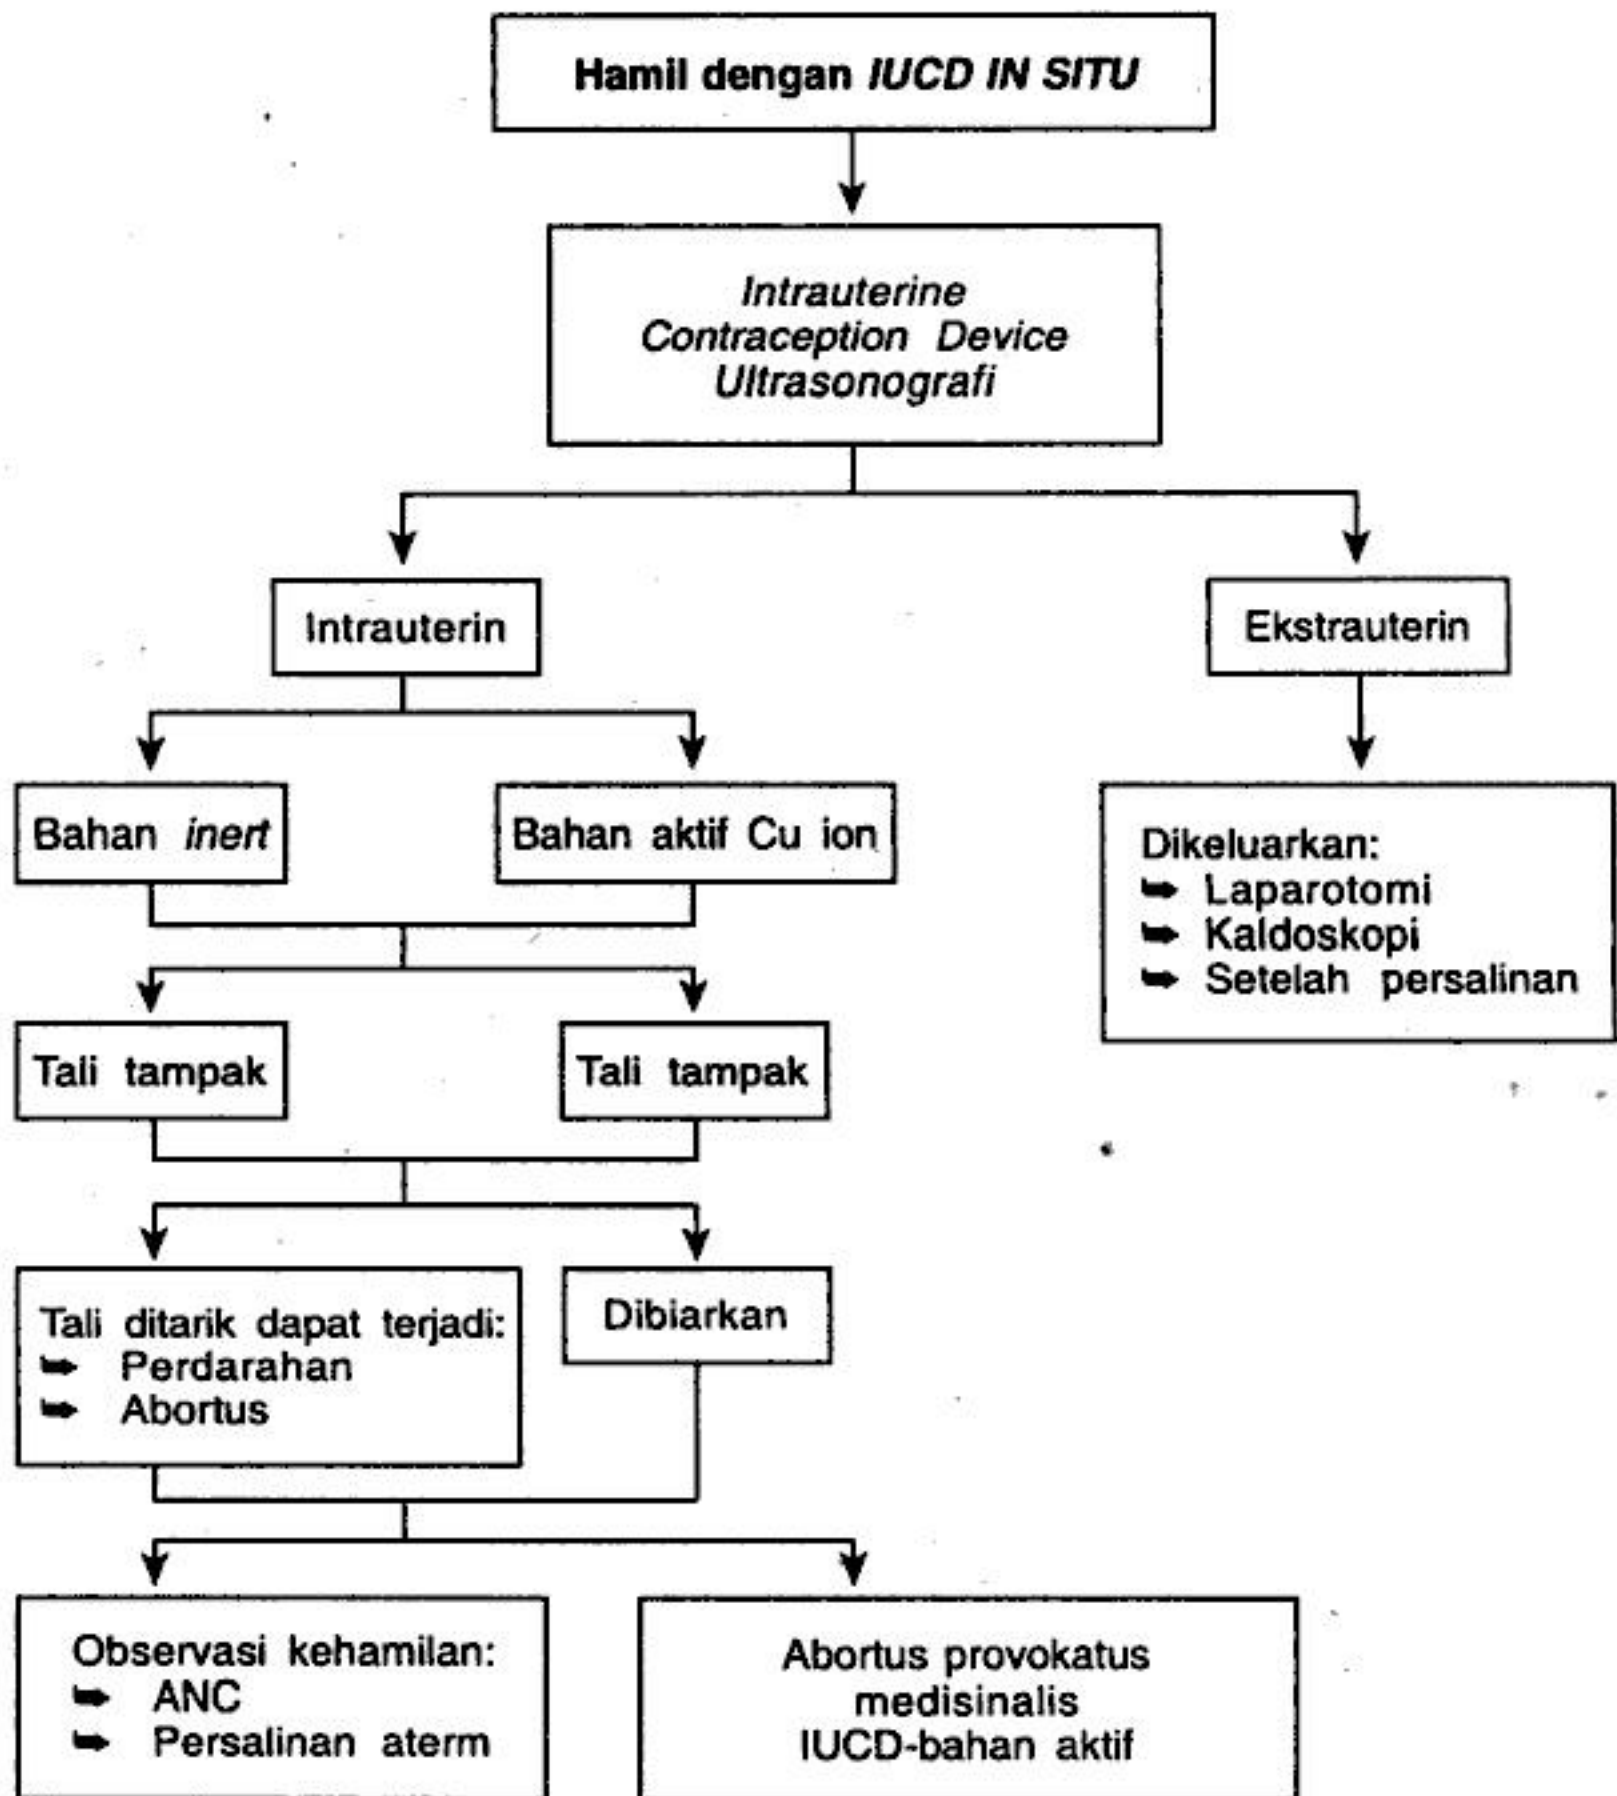 Hamil dengan IUCD IN SITU
Intrauterine
Contraception Device
Ultrasonografi
Intrauterin
Ekstrauterin
Bahan inert
Bahan aktif Cu ion
Dikeluarkan:
➥ Laparotomi
➥ Kaldoskopi
➥ Setelah persalinan
Tali tampak
Tali tampak
Tali ditarik dapat terjadi:
➥ Perdarahan
➥ Abortus
Dibiarkan
Observasi kehamilan:
➥ ANC
➥ Persalinan aterm
Abortus provokatus
medisinalis
IUCD-bahan aktif